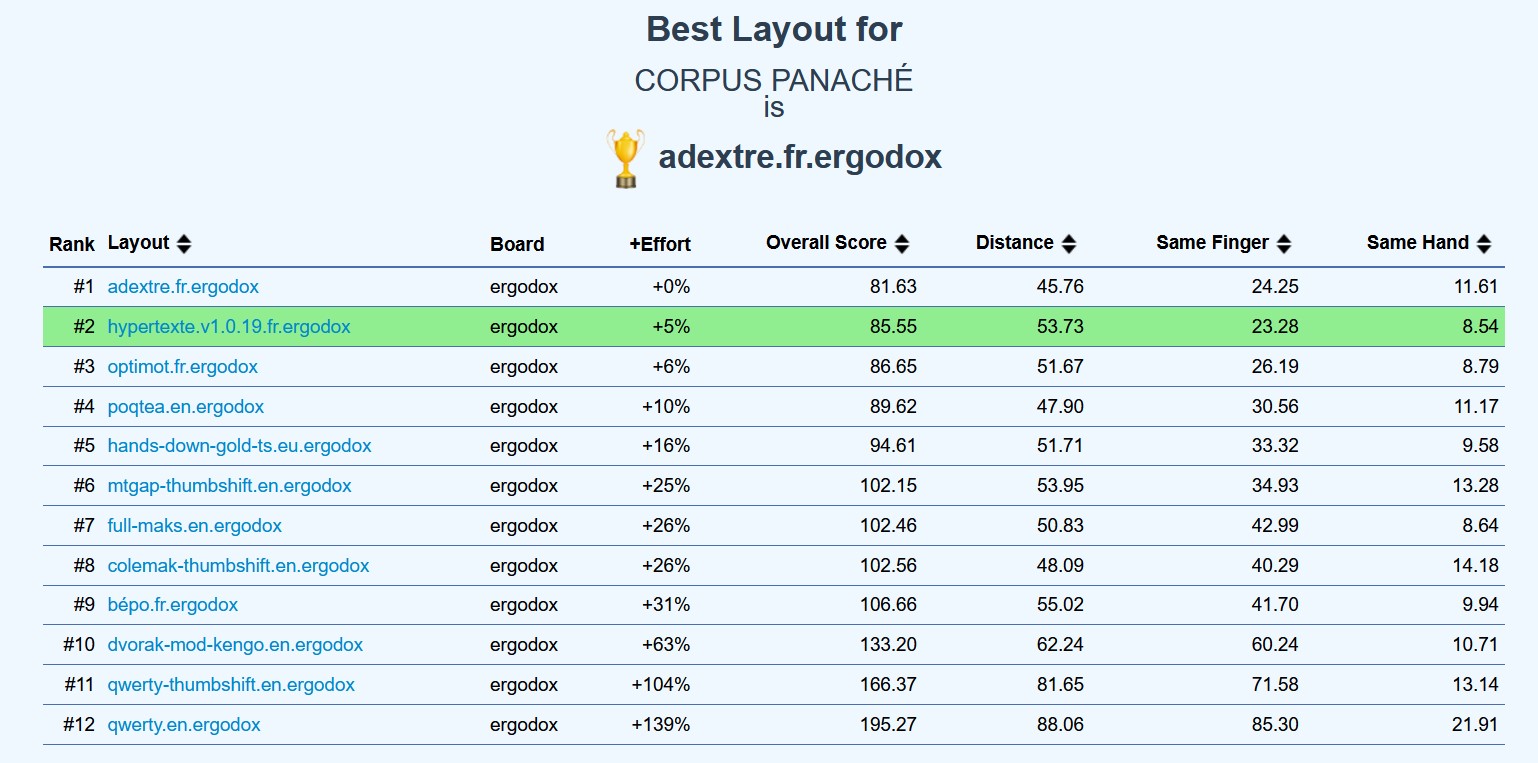 Best Layout for
CORPUS PANACHÉ
is
adextre.fr.ergodox
Rank Layout Board +Effort Overall Score Distance Same Finger Same Hand
#1 adextre.fr.ergodox ergodox +0% 81.63 45.76 24.25 11.61
#2 hypertexte.v1.0.19.fr.ergodox ergodox +5% 85.55 53.73 23.28 8.54
#3 optimot.fr.ergodox ergodox +6% 86.65 51.67 26.19 8.79
#4 poqtea.en.ergodox ergodox +10% 89.62 47.90 30.56 11.17
#5 hands-down-gold-ts.eu.ergodox ergodox +16% 94.61 51.71 33.32 9.58
#6 mtgap-thumbshift.en.ergodox ergodox +25% 102.15 53.95 34.93 13.28
#7 full-maks.en.ergodox ergodox +26% 102.46 50.83 42.99 8.64
#8 colemak-thumbshift.en.ergodox ergodox +26% 102.56 48.09 40.29 14.18
#9 bépo.fr.ergodox ergodox +31% 106.66 55.02 41.70 9.94
#10 dvorak-mod-kengo.en.ergodox ergodox +63% 133.20 62.24 60.24 10.71
#11 qwerty-thumbshift.en.ergodox ergodox +104% 166.37 81.65 71.58 13.14
#12 qwerty.en.ergodox ergodox +139% 195.27 88.06 85.30 21.91